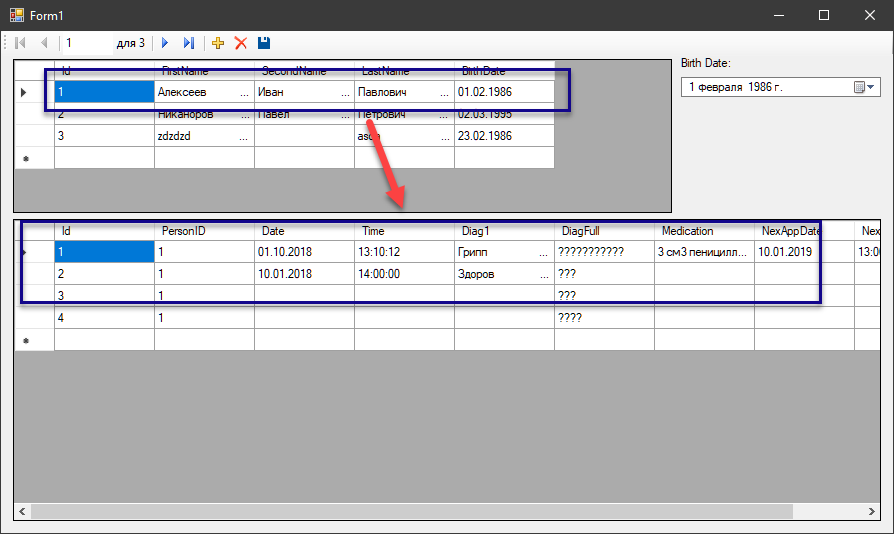 Form1
1 для 3
Id FirstName SecondName LastName BirthDate
1 Алексеев ... Иван ... Павлович ... 01.02.1986
2 Никаноров ... Павел ... Петрович ... 02.03.1995
3 zdzdzd ... ... 23.02.1986
Birth Date:
1 февраля 1986 г.
Id PersonID Date Time Diag1 DiagFull Medication NexAppDate Nex
1 1 01.10.2018 13:10:12 Грипп ... ??????????? 3 см3 пеницилл... 10.01.2019 13:00
2 1 10.01.2018 14:00:00 Здоров ... ???
3 1 ???
4 1 ????